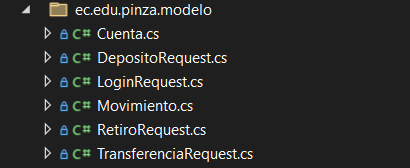 ec.edu.pinza.modelo
C# Cuenta.cs
C# DepositoRequest.cs
C# LoginRequest.cs
C# Movimiento.cs
C# RetiroRequest.cs
C# TransferenciaRequest.cs